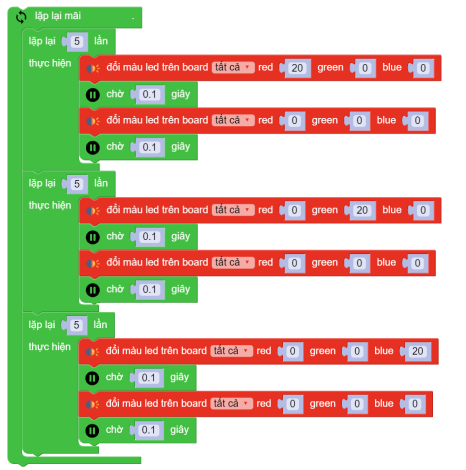 lặp lại mãi .
lặp lại 5 lần
thực hiện đổi màu led trên board tất cả red 20 green 0 blue 0
chờ 0.1 giây
đổi màu led trên board tất cả red 0 green 0 blue 0
chờ 0.1 giây
lặp lại 5 lần
thực hiện đổi màu led trên board tất cả red 0 green 20 blue 0
chờ 0.1 giây
đổi màu led trên board tất cả red 0 green 0 blue 0
chờ 0.1 giây
lặp lại 5 lần
thực hiện đổi màu led trên board tất cả red 0 green 0 blue 20
chờ 0.1 giây
đổi màu led trên board tất cả red 0 green 0 blue 0
chờ 0.1 giây